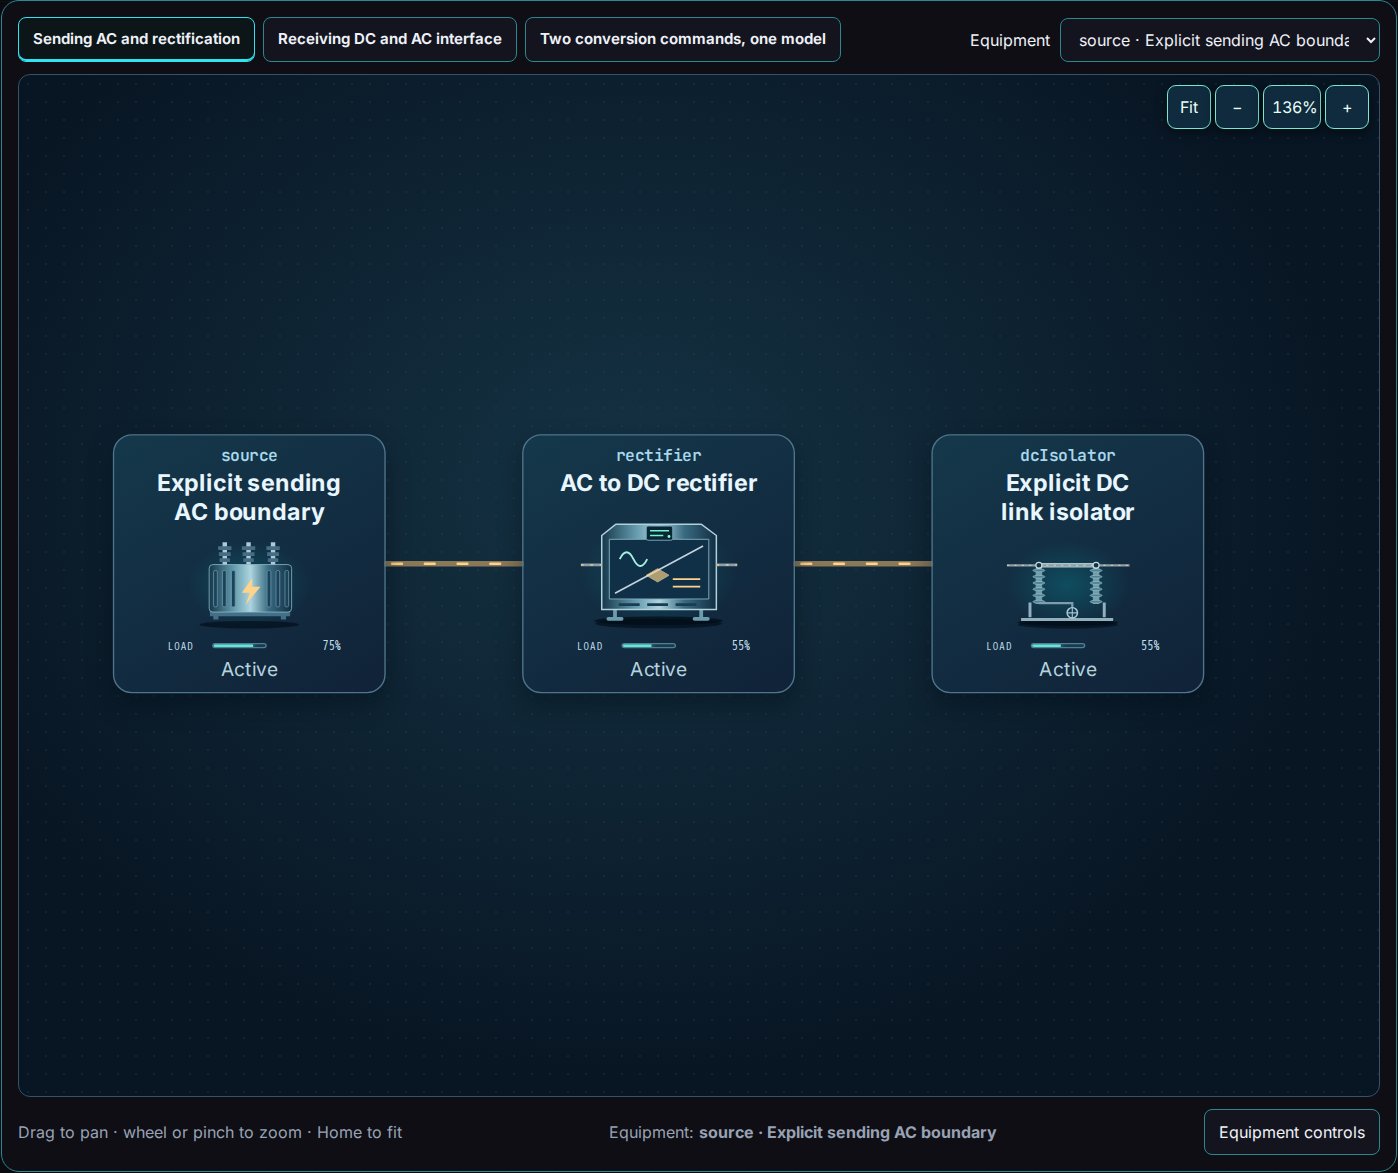 Sending AC and rectification
Receiving DC and AC interface
Two conversion commands, one model
Equipment
source · Explicit sending AC bounda
Fit
−
136%
+
source
Explicit sending
AC boundary
LOAD 75%
Active
rectifier
AC to DC rectifier
LOAD 55%
Active
dcIsolator
Explicit DC
link isolator
LOAD 55%
Active
Drag to pan · wheel or pinch to zoom · Home to fit
Equipment: source · Explicit sending AC boundary
Equipment controls